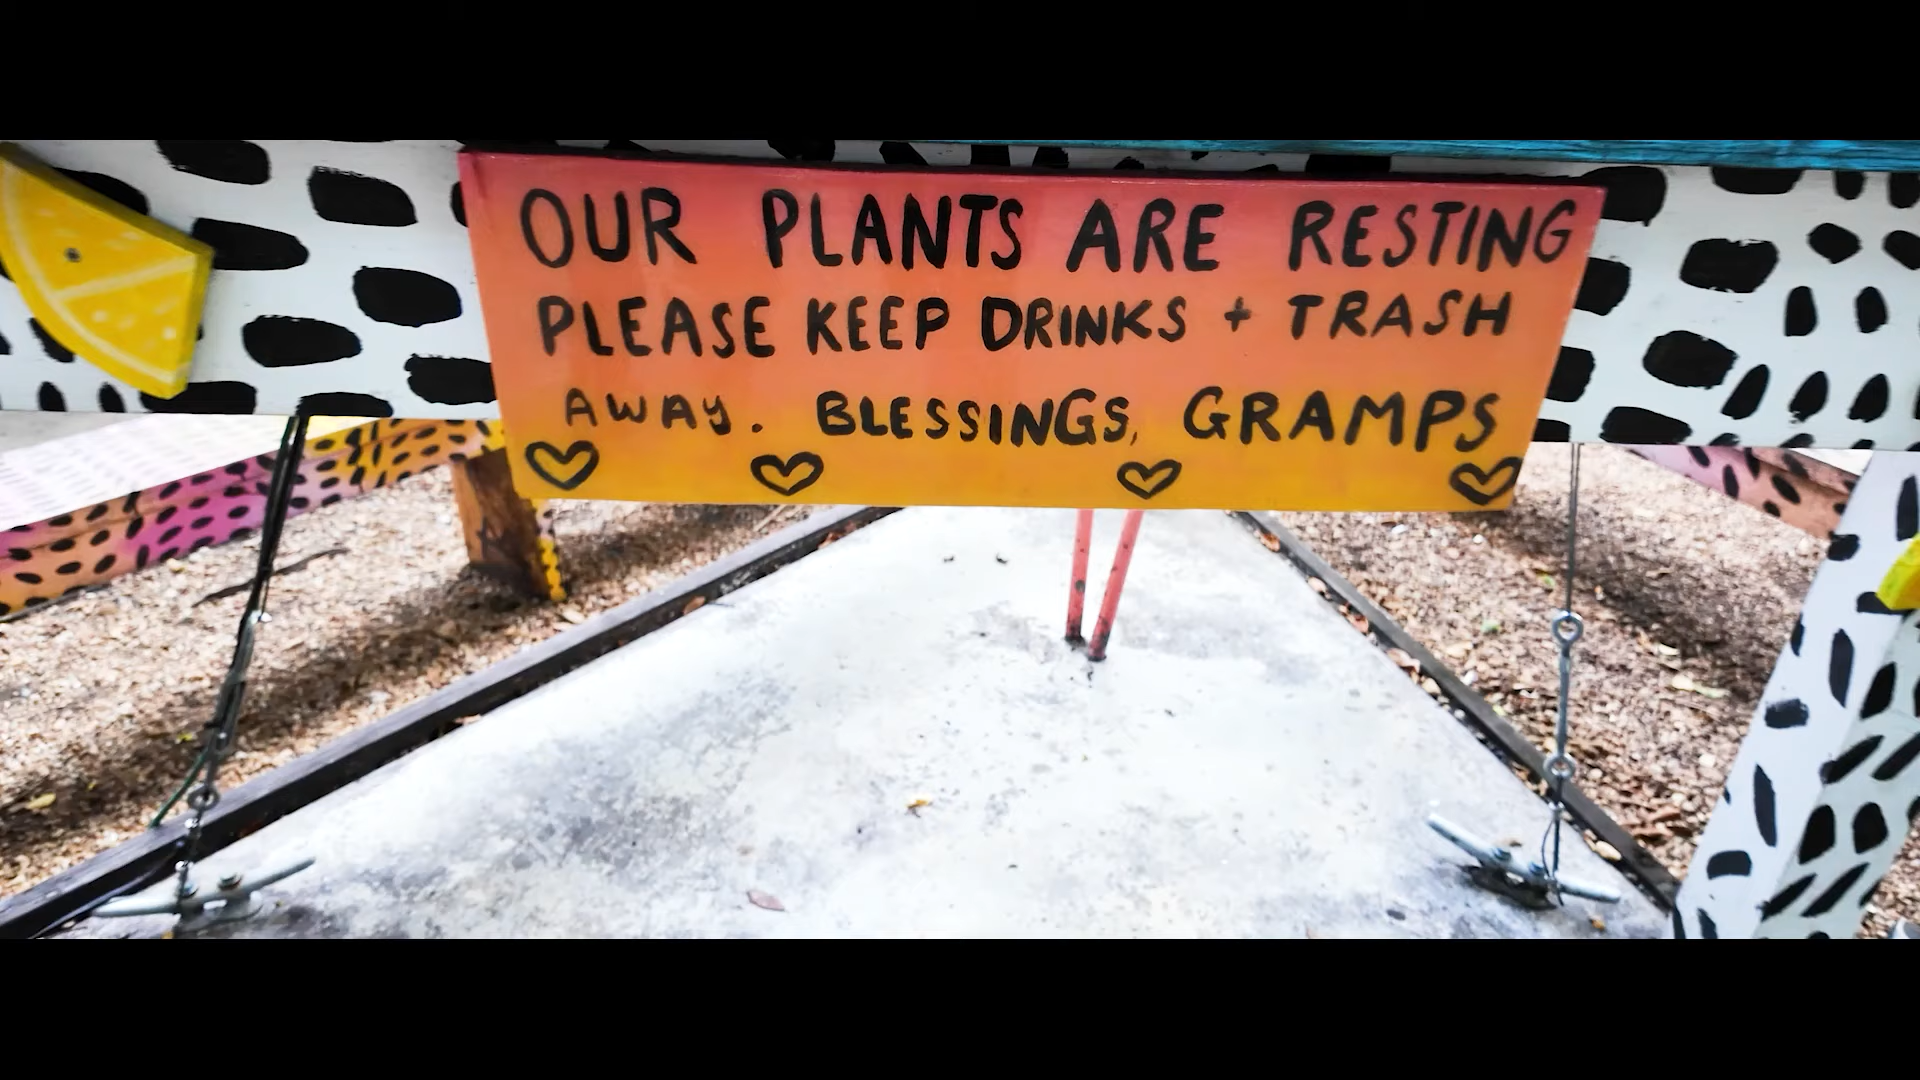 OUR PLANTS ARE RESTING
PLEASE KEEP DRINKS + TRASH
AWAY. BLESSINGS, GRAMPS